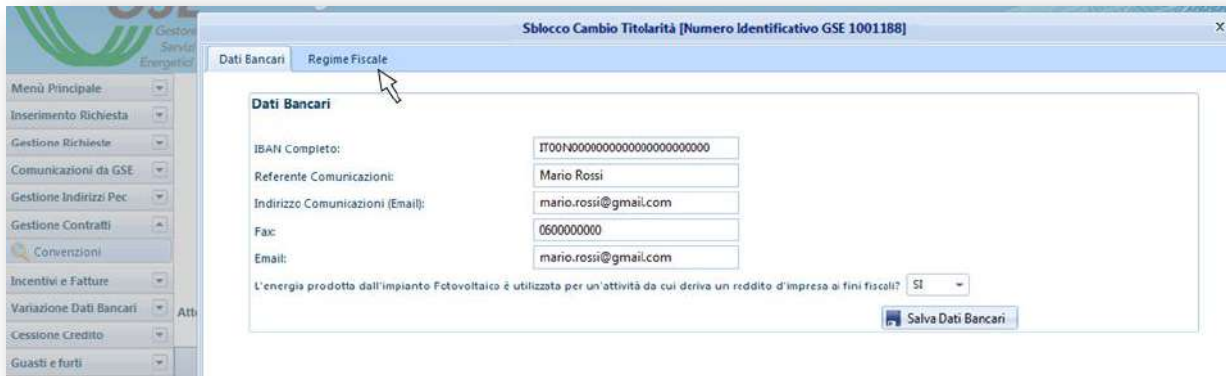 GSE
Gestore
Servizi
Energetici
Sblocco Cambio Titolarità [Numero Identificativo GSE 1001188]
X
Dati Bancari
Regime Fiscale
Menù Principale
Inserimento Richiesta
Gestione Richieste
Comunicazioni da GSE
Gestione Indirizzi Pec
Gestione Contratti
Convenzioni
Incentivi e Fatture
Variazione Dati Bancari
Cessione Credito
Guasti e furti
Dati Bancari
IBAN Completo:
Referente Comunicazioni: Mario Rossi
Indirizzo Comunicazioni (Email): mario.rossi@gmail.com
Fax: 0600000000
Email: mario.rossi@gmail.com
L'energia prodotta dall'impianto Fotovoltaico è utilizzata per un'attività da cui deriva un reddito d'impresa ai fini fiscali? SI
Salva Dati Bancari